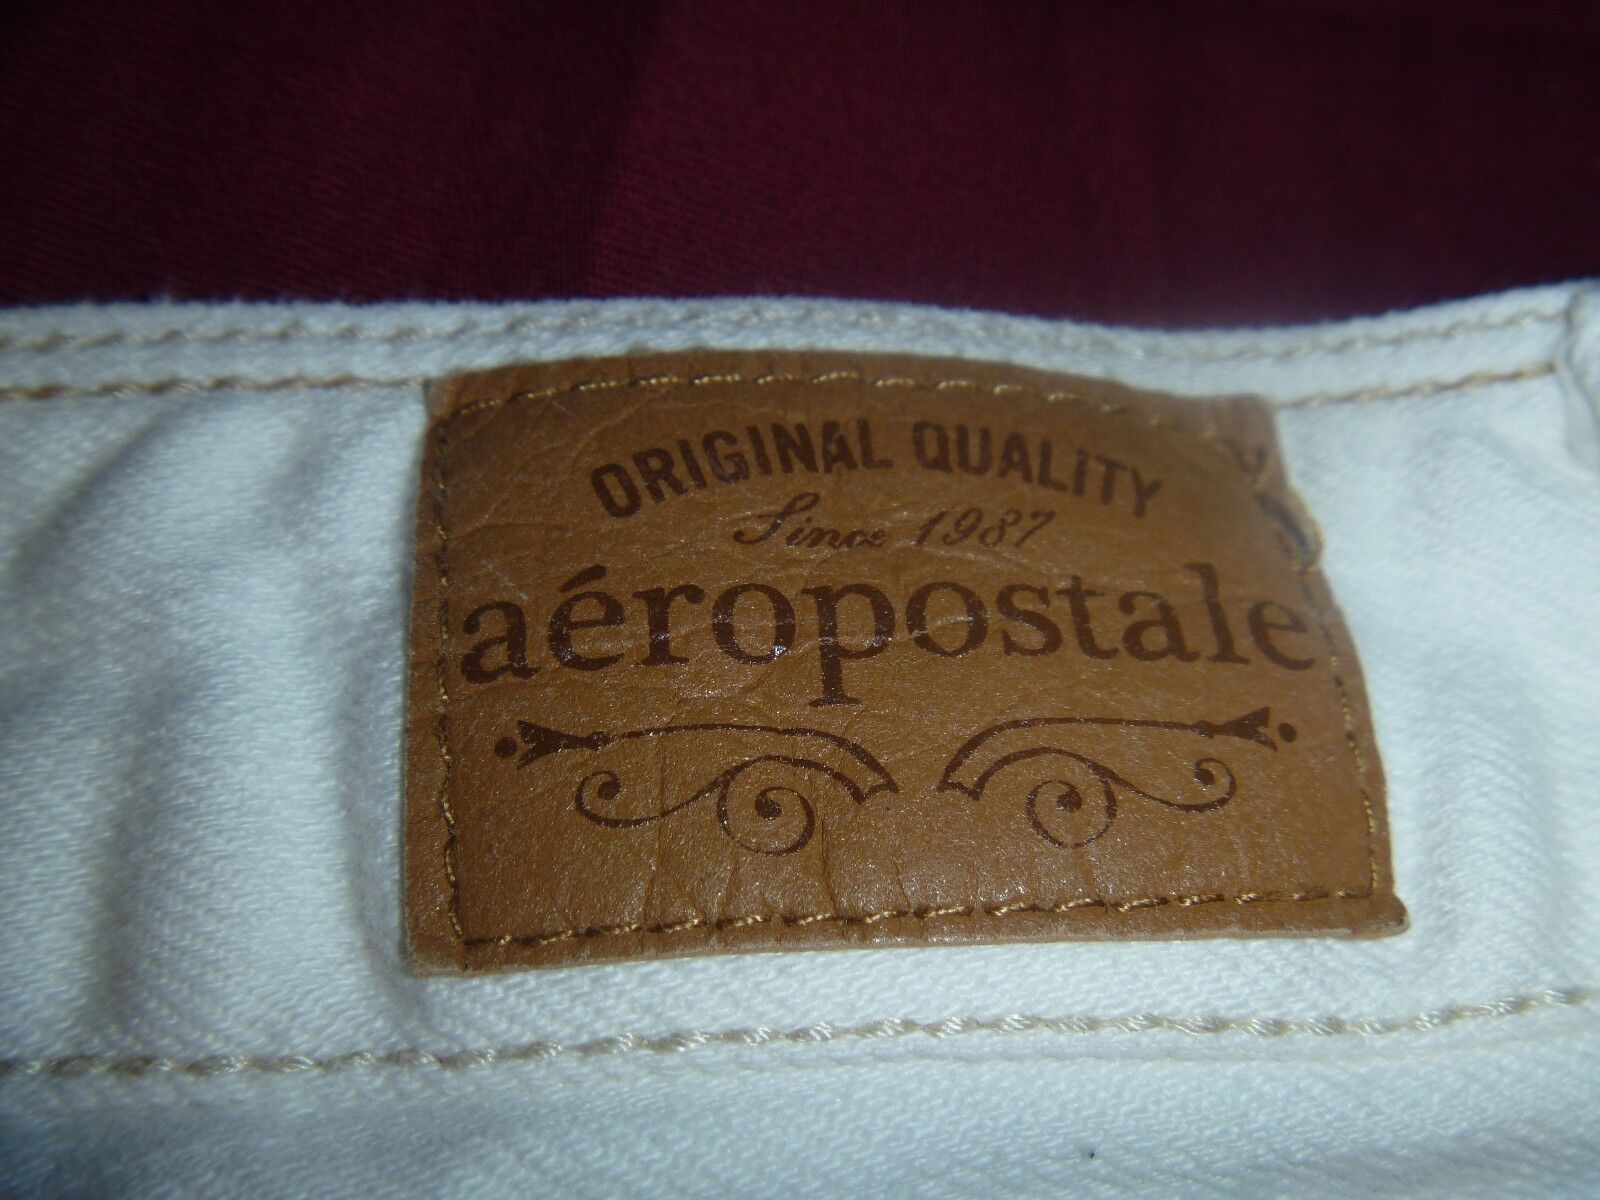 ORIGINAL QUALITY
Since 1987
aéropostale